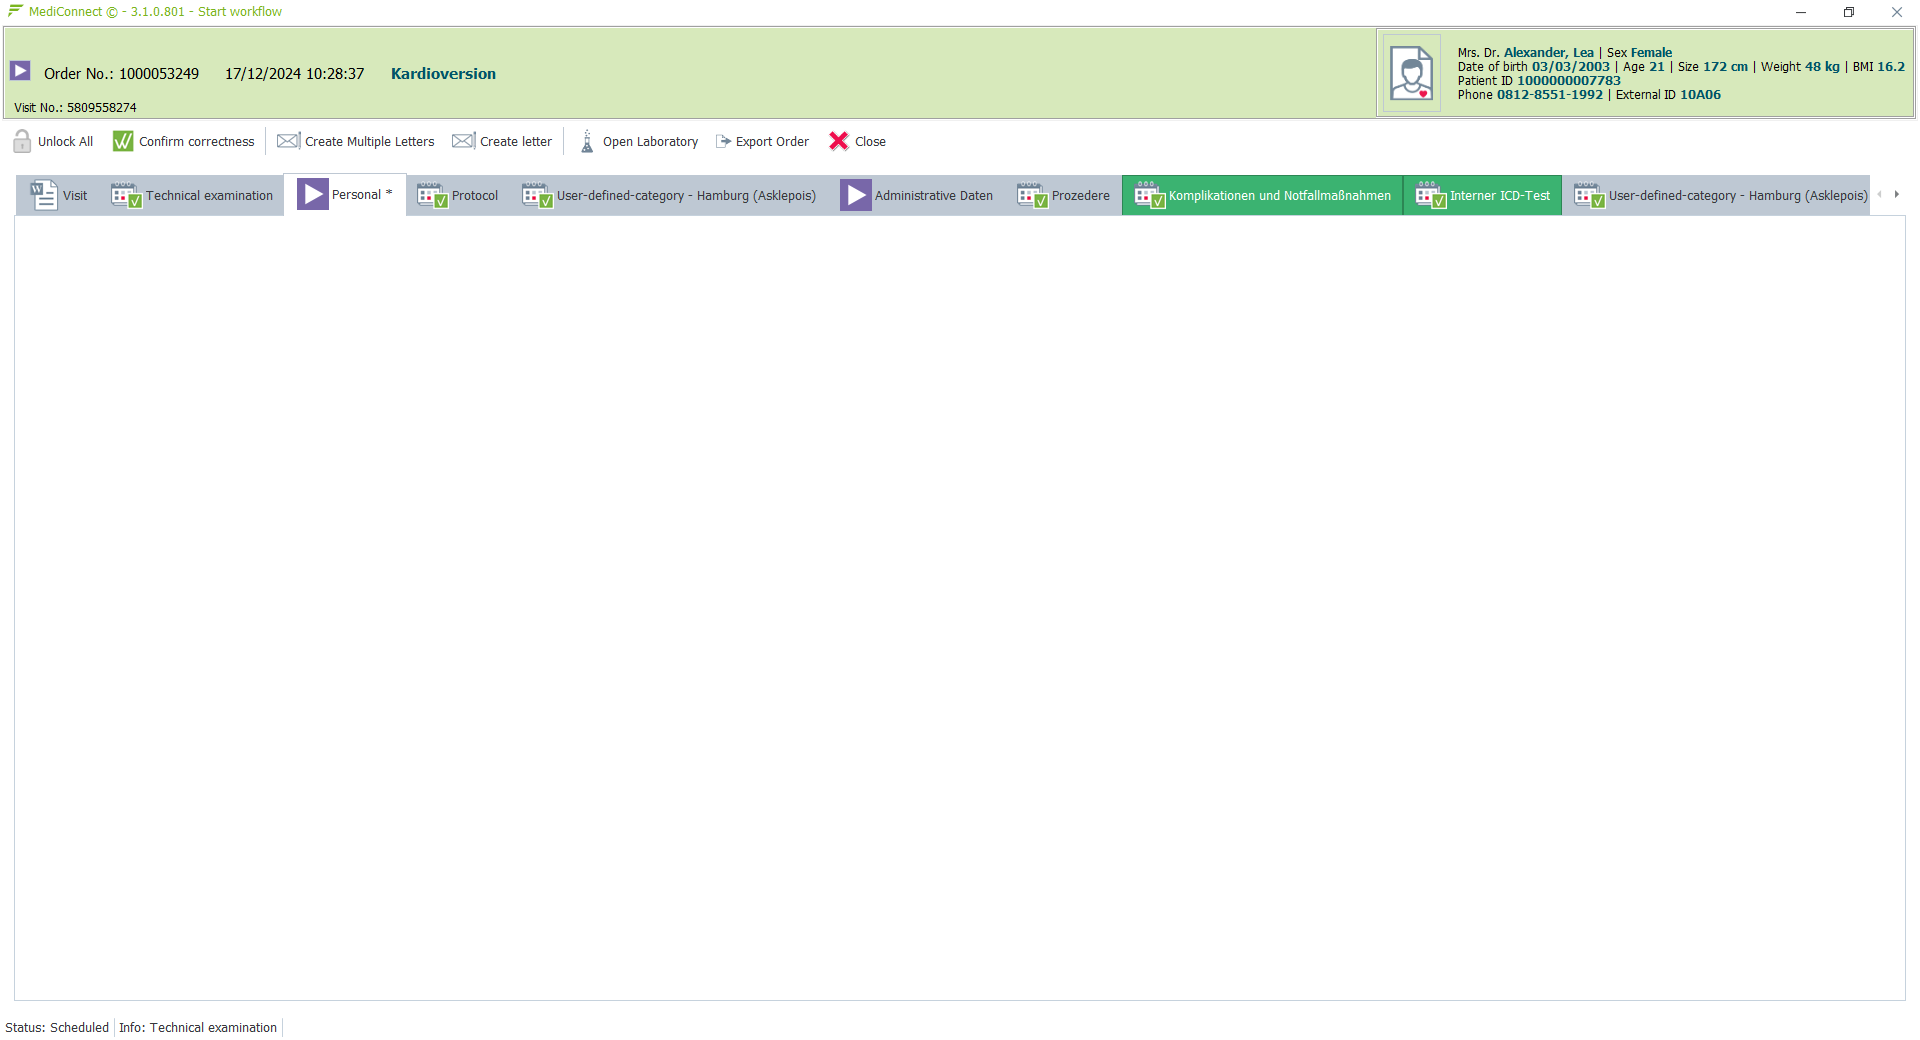 MediConnect © - 3.1.0.801 - Start workflow
Order No.: 1000053249 17/12/2024 10:28:37 Kardioversion
Visit No.: 5809558274
Mrs. Dr. Alexander, Lea | Sex Female
Date of birth 03/03/2003 | Age 21 | Size 172 cm | Weight 48 kg | BMI 16.2
Patient ID 1000000007783
Phone 0812-8551-1992 | External ID 10A06
Unlock All Confirm correctness Create Multiple Letters Create letter Open Laboratory Export Order Close
Visit Technical examination Personal * Protocol User-defined-category - Hamburg (Asklepois) Administrative Daten Prozedere Komplikationen und Notfallmaßnahmen Interner ICD-Test User-defined-category - Hamburg (Asklepois)
Status: Scheduled Info: Technical examination